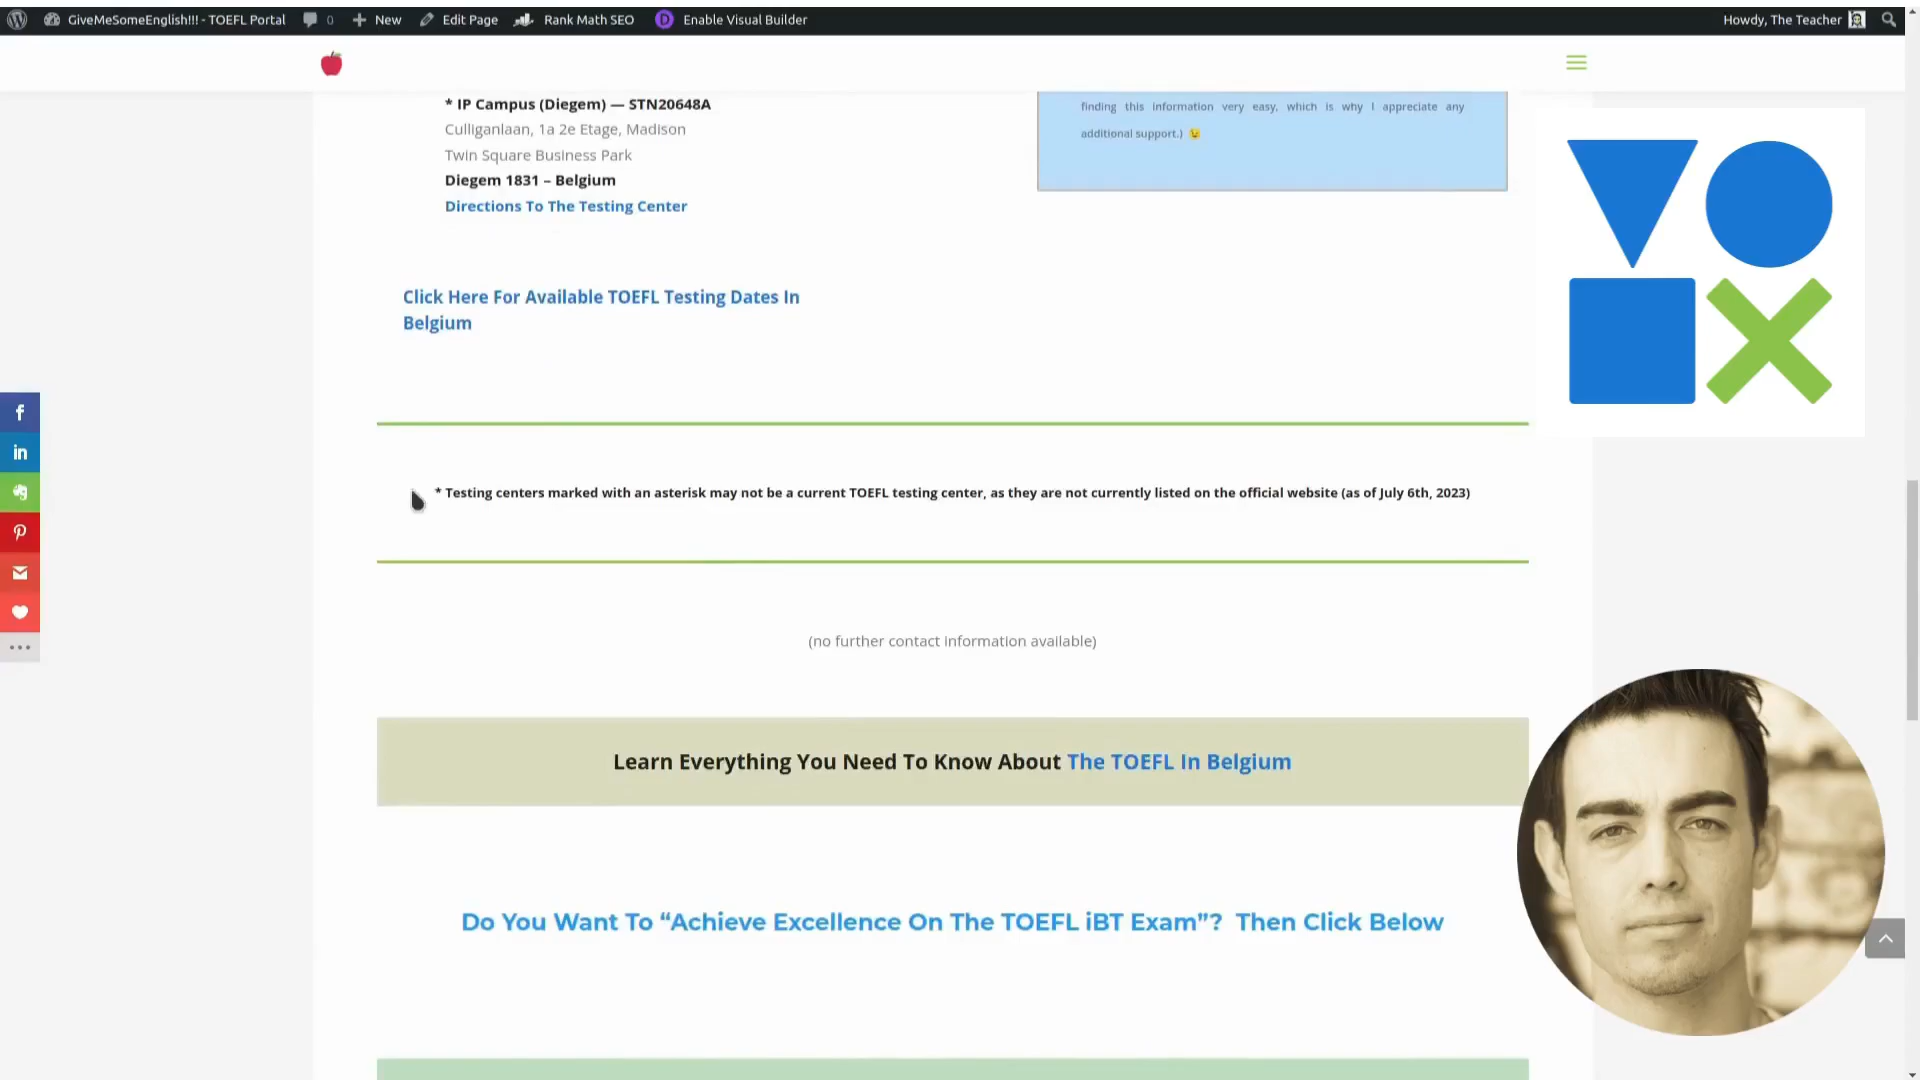 GiveMeSomeEnglish!!! - TOEFL Portal 0 New Edit Page Rank Math SEO Enable Visual Builder Howdy, The Teacher
* IP Campus (Diegem) — STN20648A
Culliganlaan, 1a 2e Etage, Madison
Twin Square Business Park
Diegem 1831 – Belgium
Directions To The Testing Center
finding this information very easy, which is why I appreciate any
additional support.) 😉
Click Here For Available TOEFL Testing Dates In
Belgium
* Testing centers marked with an asterisk may not be a current TOEFL testing center, as they are not currently listed on the official website (as of July 6th, 2023)
(no further contact information available)
Learn Everything You Need To Know About The TOEFL In Belgium
Do You Want To “Achieve Excellence On The TOEFL iBT Exam”? Then Click Below